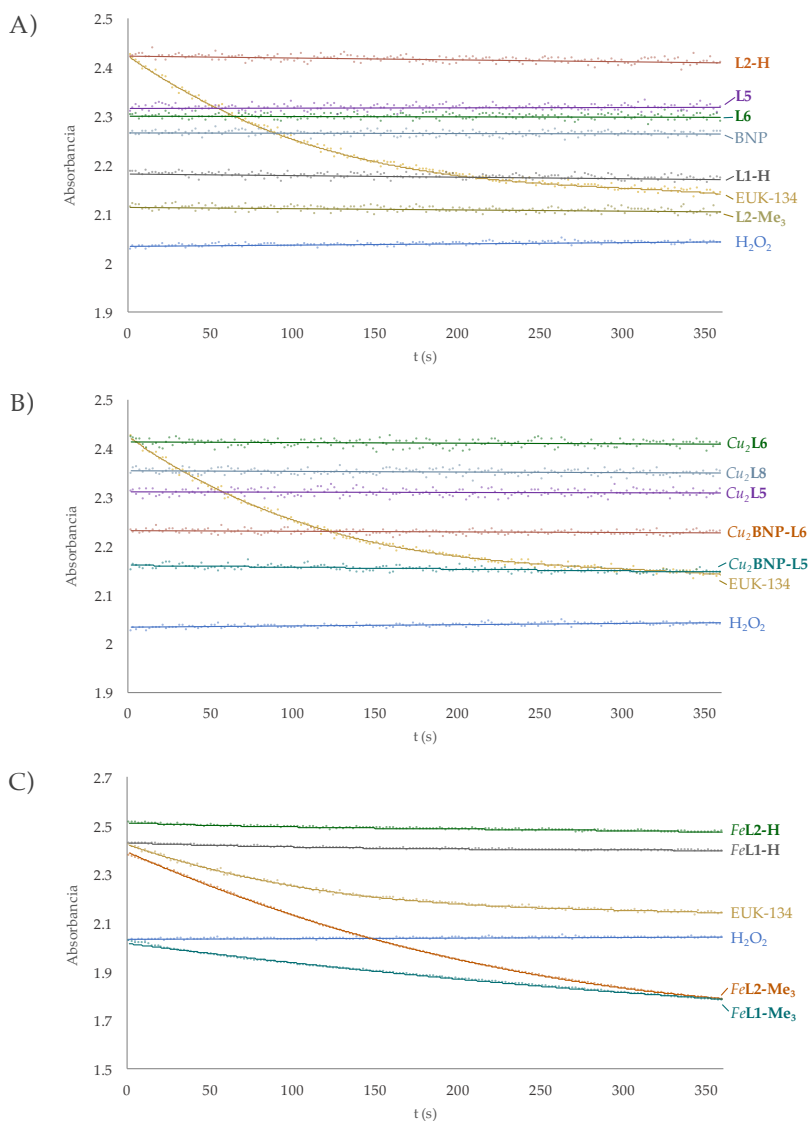 A)
2.5
2.4
2.3
2.2
2.1
2
1.9
Absorbancia
0 50 100 150 200 250 300 350
t (s)
L2-H
L5
L6
BNP
L1-H
EUK-134
L2-Me₃
H₂O₂
B)
2.5
2.4
2.3
2.2
2.1
2
1.9
Absorbancia
0 50 100 150 200 250 300 350
t (s)
Cu₂L6
Cu₂L8
Cu₂L5
Cu₂BNP-L6
Cu₂BNP-L5
EUK-134
H₂O₂
C)
2.7
2.5
2.3
2.1
1.9
1.7
1.5
Absorbancia
0 50 100 150 200 250 300 350
t (s)
FeL2-H
FeL1-H
EUK-134
H₂O₂
FeL2-Me₃
FeL1-Me₃